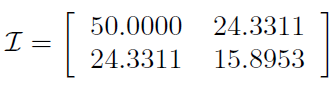 I = [ 50.0000 24.3311
24.3311 15.8953 ]